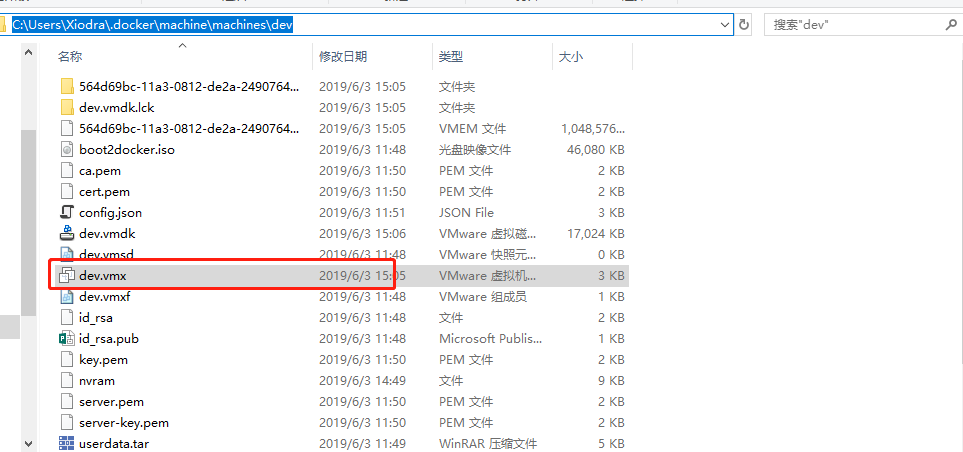 C:\Users\Xiodra\.docker\machine\machines\dev 搜索"dev"
名称 修改日期 类型 大小
564d69bc-11a3-0812-de2a-2490764... 2019/6/3 15:05 文件夹
dev.vmdk.lck 2019/6/3 15:05 文件夹
564d69bc-11a3-0812-de2a-2490764... 2019/6/3 15:05 VMEM 文件 1,048,576...
boot2docker.iso 2019/6/3 11:48 光盘映像文件 46,080 KB
ca.pem 2019/6/3 11:50 PEM 文件 2 KB
cert.pem 2019/6/3 11:50 PEM 文件 2 KB
config.json 2019/6/3 11:51 JSON File 3 KB
dev.vmdk 2019/6/3 15:06 VMware 虚拟磁... 17,024 KB
dev.vmsd 2019/6/3 11:48 VMware 快照元... 0 KB
dev.vmx 2019/6/3 15:05 VMware 虚拟机... 3 KB
dev.vmxf 2019/6/3 11:48 VMware 组成员 1 KB
id_rsa 2019/6/3 11:48 文件 2 KB
id_rsa.pub 2019/6/3 11:48 Microsoft Publis... 1 KB
key.pem 2019/6/3 11:50 PEM 文件 2 KB
nvram 2019/6/3 14:49 文件 9 KB
server.pem 2019/6/3 11:50 PEM 文件 2 KB
server-key.pem 2019/6/3 11:50 PEM 文件 2 KB
userdata.tar 2019/6/3 11:49 WinRAR 压缩文件 5 KB